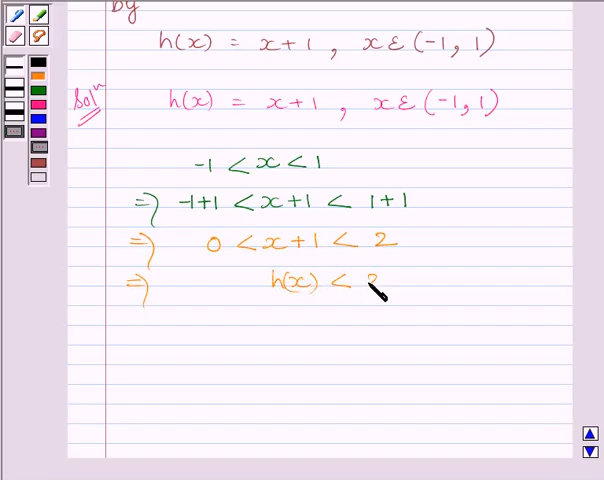 by
h(x) = x+1 , x ε (-1, 1)
Solⁿ h(x) = x+1 , x ε (-1, 1)
-1 < x < 1
=> -1+1 < x+1 < 1+1
=> 0 < x+1 < 2
=> h(x) <